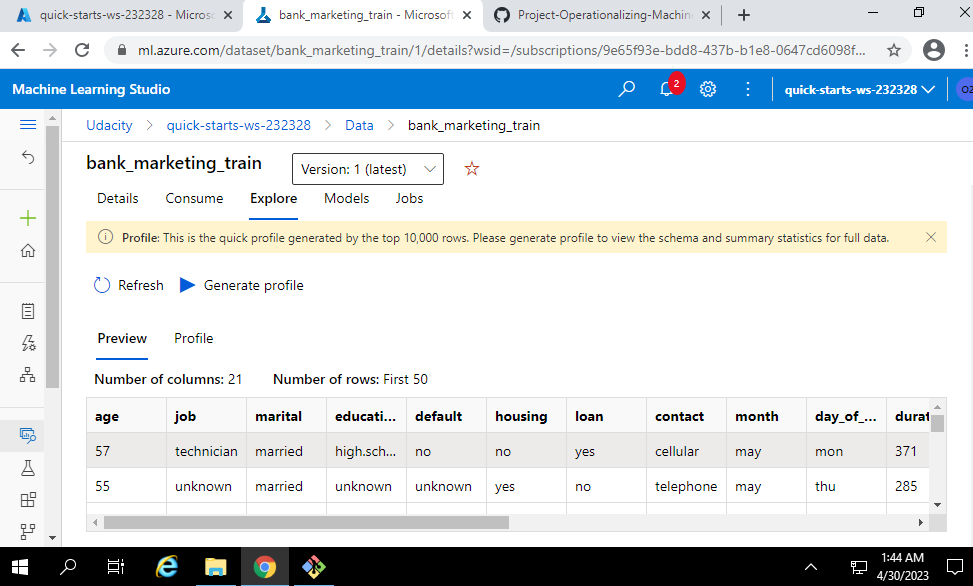 quick-starts-ws-232328 - Microso
bank_marketing_train - Microsoft
Project-Operationalizing-Machin
ml.azure.com/dataset/bank_marketing_train/1/details?wsid=/subscriptions/9e65f93e-bdd8-437b-b1e8-0647cd6098f...
Machine Learning Studio
2
quick-starts-ws-232328
OZ
Udacity > quick-starts-ws-232328 > Data > bank_marketing_train
bank_marketing_train
Version: 1 (latest)
Details Consume Explore Models Jobs
Profile: This is the quick profile generated by the top 10,000 rows. Please generate profile to view the schema and summary statistics for full data.
Refresh Generate profile
Preview Profile
Number of columns: 21 Number of rows: First 50
age job marital educati... default housing loan contact month day_of_... durat
57 technician married high.sch... no no yes cellular may mon 371
55 unknown married unknown unknown yes no telephone may thu 285
1:44 AM
4/30/2023